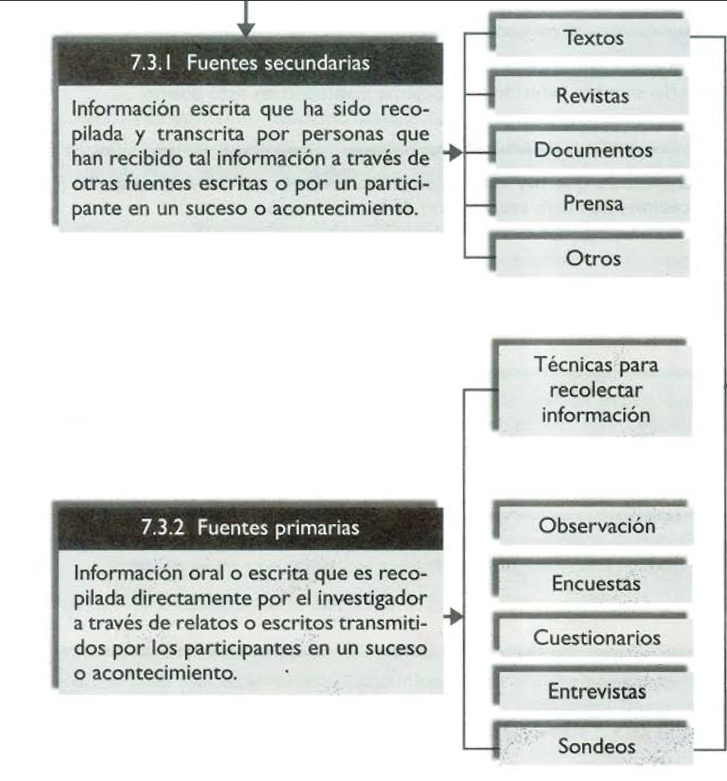 7.3.1 Fuentes secundarias
Información escrita que ha sido reco-
pilada y transcrita por personas que
han recibido tal información a través de
otras fuentes escritas o por un partici-
pante en un suceso o acontecimiento.
Textos
Revistas
Documentos
Prensa
Otros
7.3.2 Fuentes primarias
Información oral o escrita que es reco-
pilada directamente por el investigador
a través de relatos o escritos transmiti-
dos por los participantes en un suceso
o acontecimiento.
Técnicas para
recolectar
información
Observación
Encuestas
Cuestionarios
Entrevistas
Sondeos